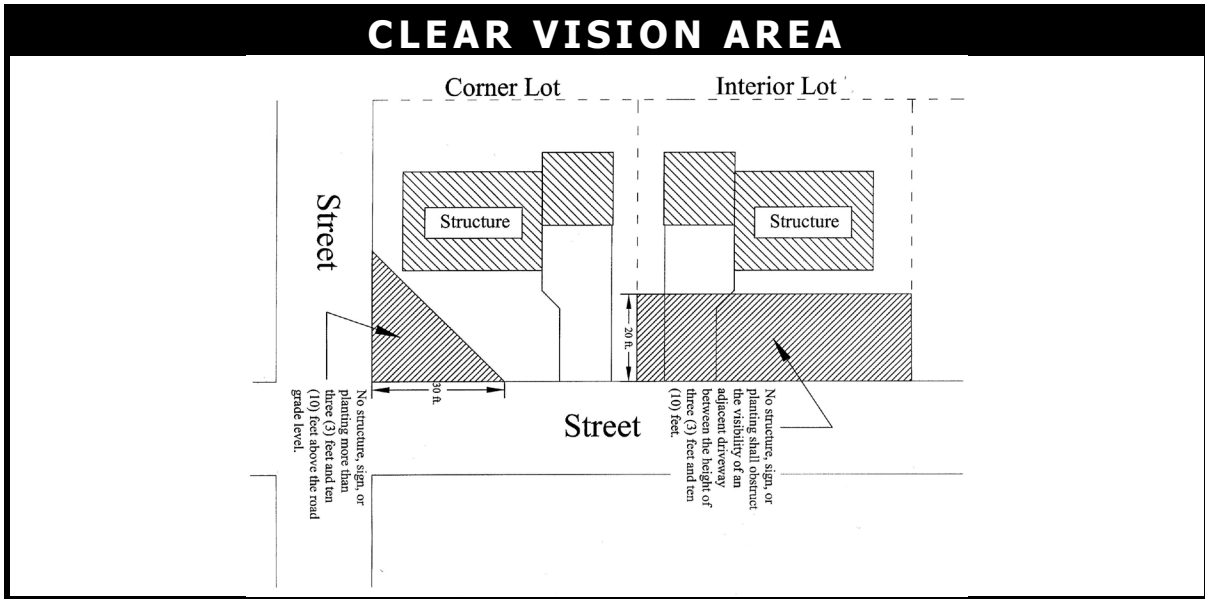 CLEAR VISION AREA
Corner Lot
Interior Lot
Street
Structure
Structure
20 ft.
30 ft.
Street
No structure, sign, or
planting more than
three (3) feet and ten
(10) feet above the road
grade level.
No structure, sign, or
planting shall obstruct
the visibility of an
adjacent driveway
between the height of
three (3) feet and ten
(10) feet.